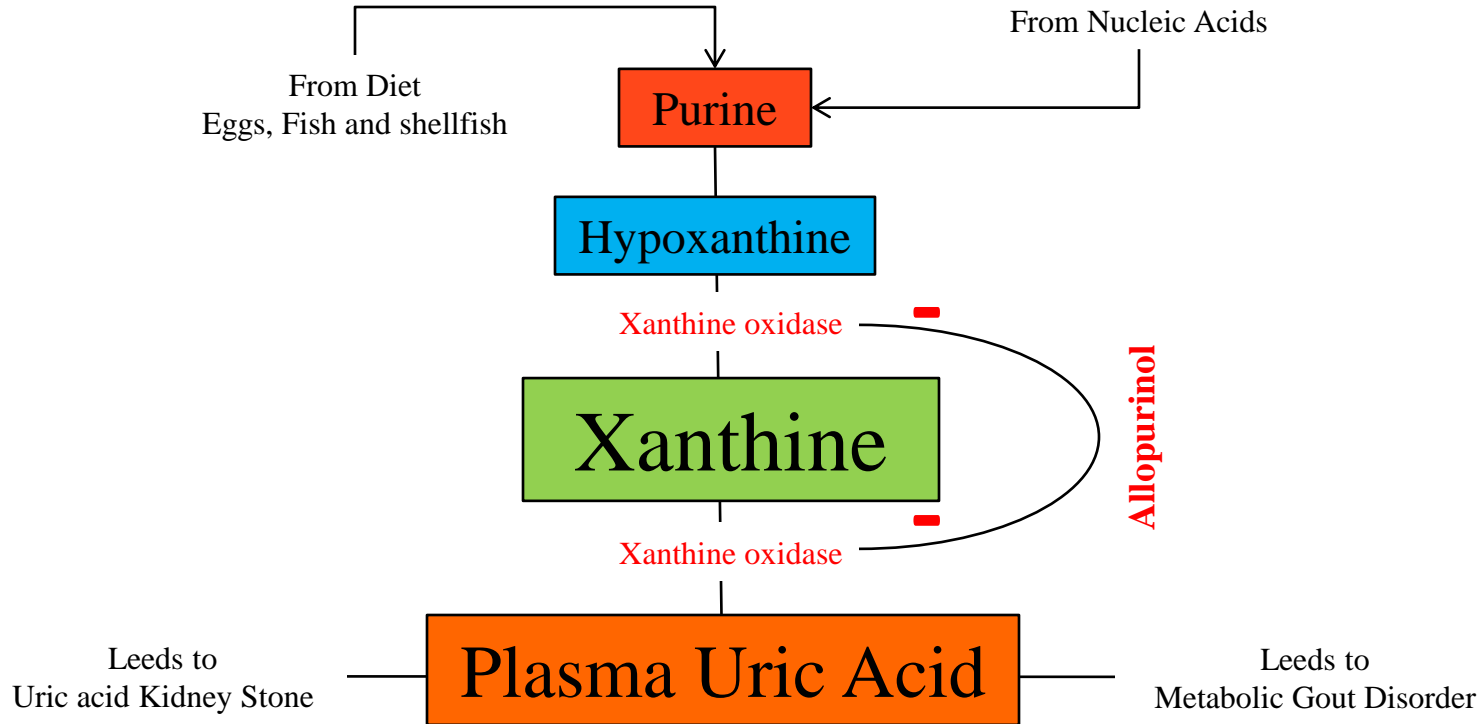 From Nucleic Acids
From Diet
Eggs, Fish and shellfish
Purine
Hypoxanthine
Xanthine oxidase
Xanthine
Allopurinol
Xanthine oxidase
Plasma Uric Acid
Leeds to
Uric acid Kidney Stone
Leeds to
Metabolic Gout Disorder